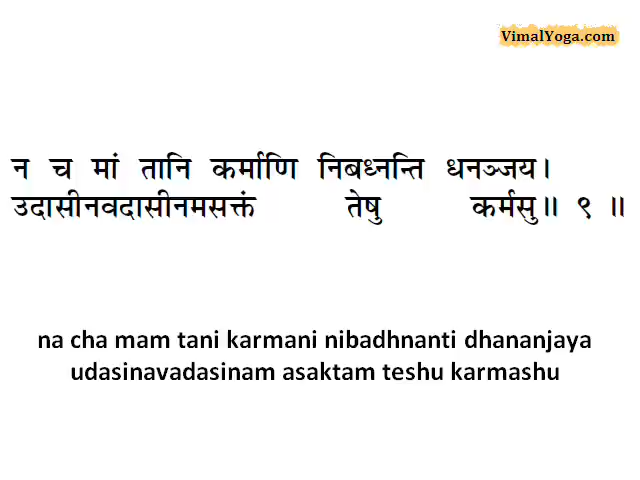 VimalYoga.com
न च मां तानि कर्माणि निबध्नन्ति धनञ्जय।
उदासीनवदासीनमसक्तं तेषु कर्मसु॥ ९ ॥
na cha mam tani karmani nibadhnanti dhananjaya
udasinavadasinam asaktam teshu karmashu